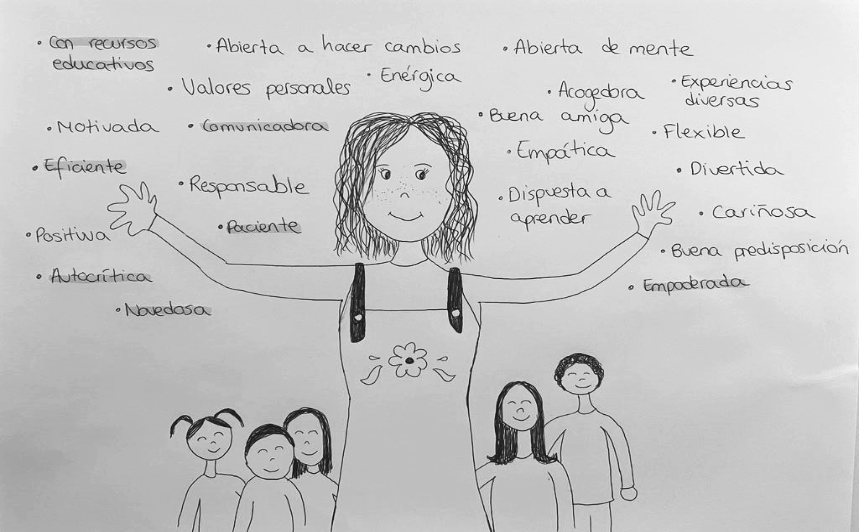 • Con recursos
educativos
• Abierta a hacer cambios
• Abierta de mente
• Valores personales
• Enérgica
• Acogedora
• Experiencias
diversas
• Motivada
• Comunicadora
• Buena amiga
• Flexible
• Eficiente
• Empática
• Divertida
• Responsable
• Dispuesta a
aprender
• Cariñosa
• Positiva
• Paciente
• Buena predisposición
• Autocrítica
• Empoderada
• Novedosa